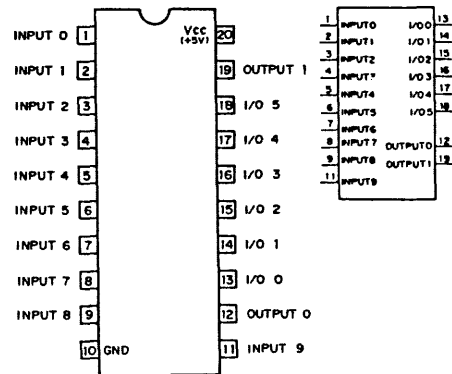 INPUT 0 1
INPUT 1 2
INPUT 2 3
INPUT 3 4
INPUT 4 5
INPUT 5 6
INPUT 6 7
INPUT 7 8
INPUT 8 9
10 GND
Vcc 20
(+5V)
19 OUTPUT 1
18 I/O 5
17 I/O 4
16 I/O 3
15 I/O 2
14 I/O 1
13 I/O 0
12 OUTPUT 0
11 INPUT 9
1 INPUT0
2 INPUT1
3 INPUT2
4 INPUT3
5 INPUT4
6 INPUT5
7 INPUT6
8 INPUT7
9 INPUT8
11 INPUT9
I/O0 13
I/O1 14
I/O2 15
I/O3 16
I/O4 17
I/O5 18
OUTPUT0 12
OUTPUT1 19